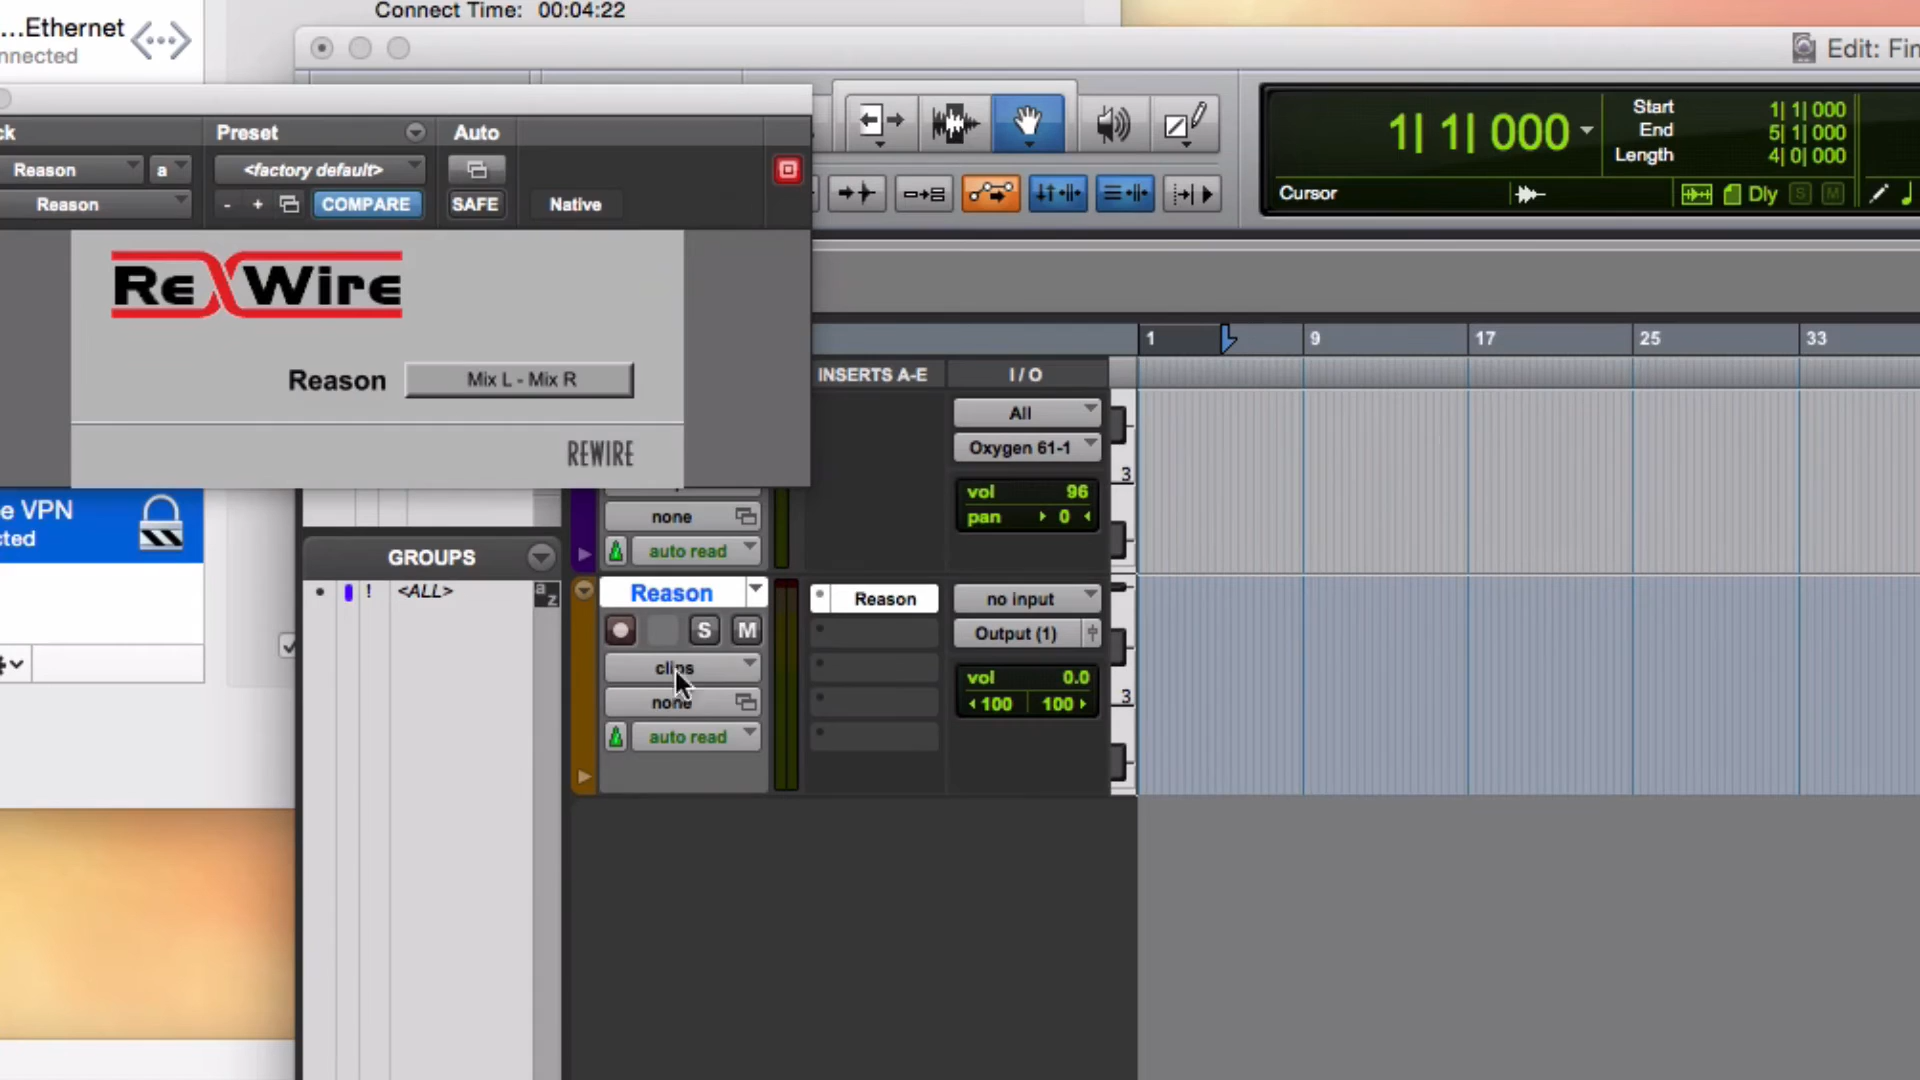 Connect Time: 00:04:22
...Ethernet
nnected
Edit: Fin
ck
Preset
Auto
Reason
a
<factory default>
Reason
- +
COMPARE
SAFE
Native
1| 1| 000
Start 1| 1| 000
End 5| 1| 000
Length 4| 0| 000
Cursor
Dly
S
M
ReWire
Reason
Mix L - Mix R
REWIRE
1
9
17
25
33
INSERTS A-E
I / O
All
Oxygen 61-1
3
vol 96
pan 0
e VPN
cted
none
auto read
GROUPS
! <ALL>
a
z
Reason
Reason
no input
S
M
Output (1)
clips
vol 0.0
100 100
3
none
auto read